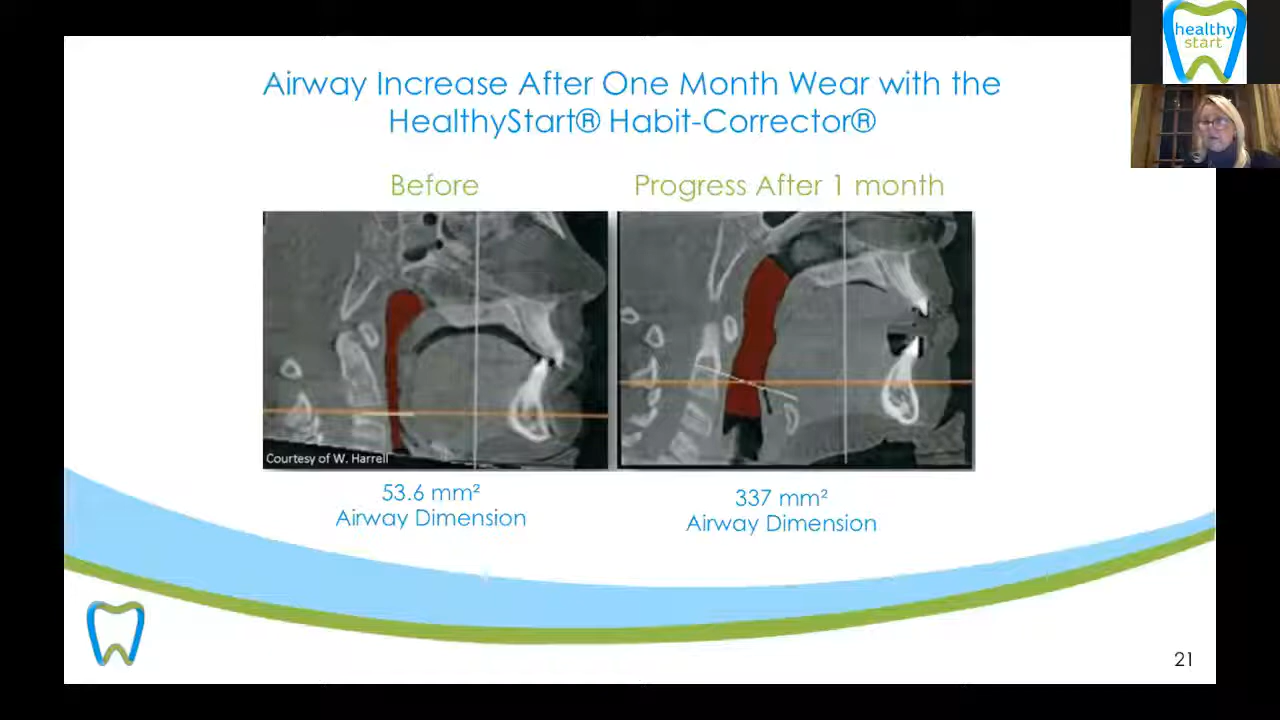 healthy
start
Airway Increase After One Month Wear with the
HealthyStart® Habit-Corrector®
Before
Progress After 1 month
Courtesy of W. Harrell
53.6 mm²
Airway Dimension
337 mm²
Airway Dimension
21